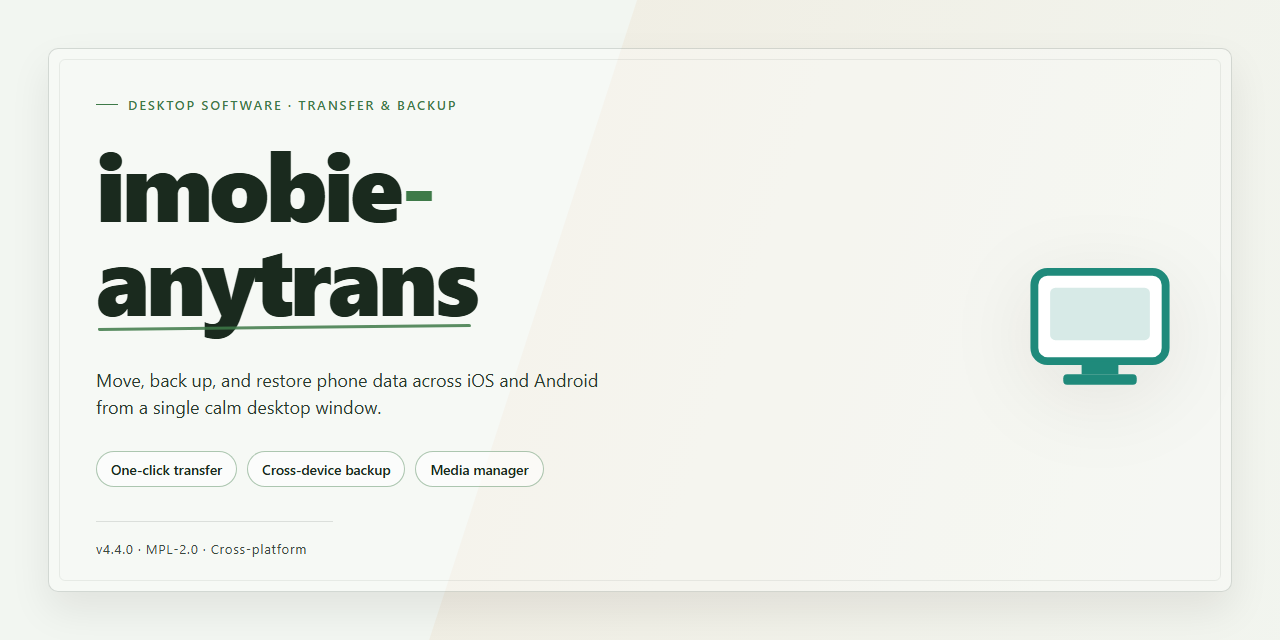 DESKTOP SOFTWARE · TRANSFER & BACKUP
imobie-
anytrans
Move, back up, and restore phone data across iOS and Android
from a single calm desktop window.
One-click transfer
Cross-device backup
Media manager
v4.4.0 · MPL-2.0 · Cross-platform